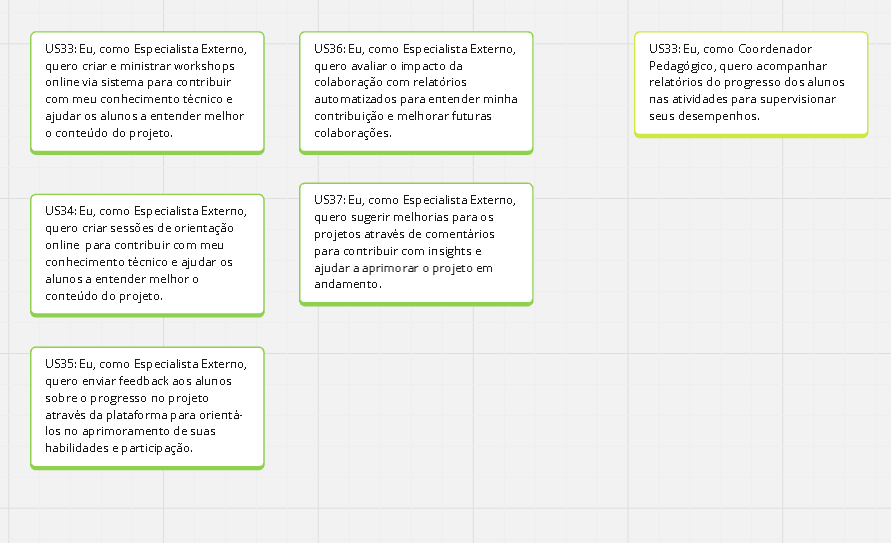 US33: Eu, como Especialista Externo,
quero criar e ministrar workshops
online via sistema para contribuir
com meu conhecimento técnico e
ajudar os alunos a entender melhor
o conteúdo do projeto.
US34: Eu, como Especialista Externo,
quero criar sessões de orientação
online para contribuir com meu
conhecimento técnico e ajudar os
alunos a entender melhor o
conteúdo do projeto.
US35: Eu, como Especialista Externo,
quero enviar feedback aos alunos
sobre o progresso no projeto
através da plataforma para orientá-
los no aprimoramento de suas
habilidades e participação.
US36: Eu, como Especialista Externo,
quero avaliar o impacto da
colaboração com relatórios
automatizados para entender minha
contribuição e melhorar futuras
colaborações.
US37: Eu, como Especialista Externo,
quero sugerir melhorias para os
projetos através de comentários
para contribuir com insights e
ajudar a aprimorar o projeto em
andamento.
US33: Eu, como Coordenador
Pedagógico, quero acompanhar
relatórios do progresso dos alunos
nas atividades para supervisionar
seus desempenhos.